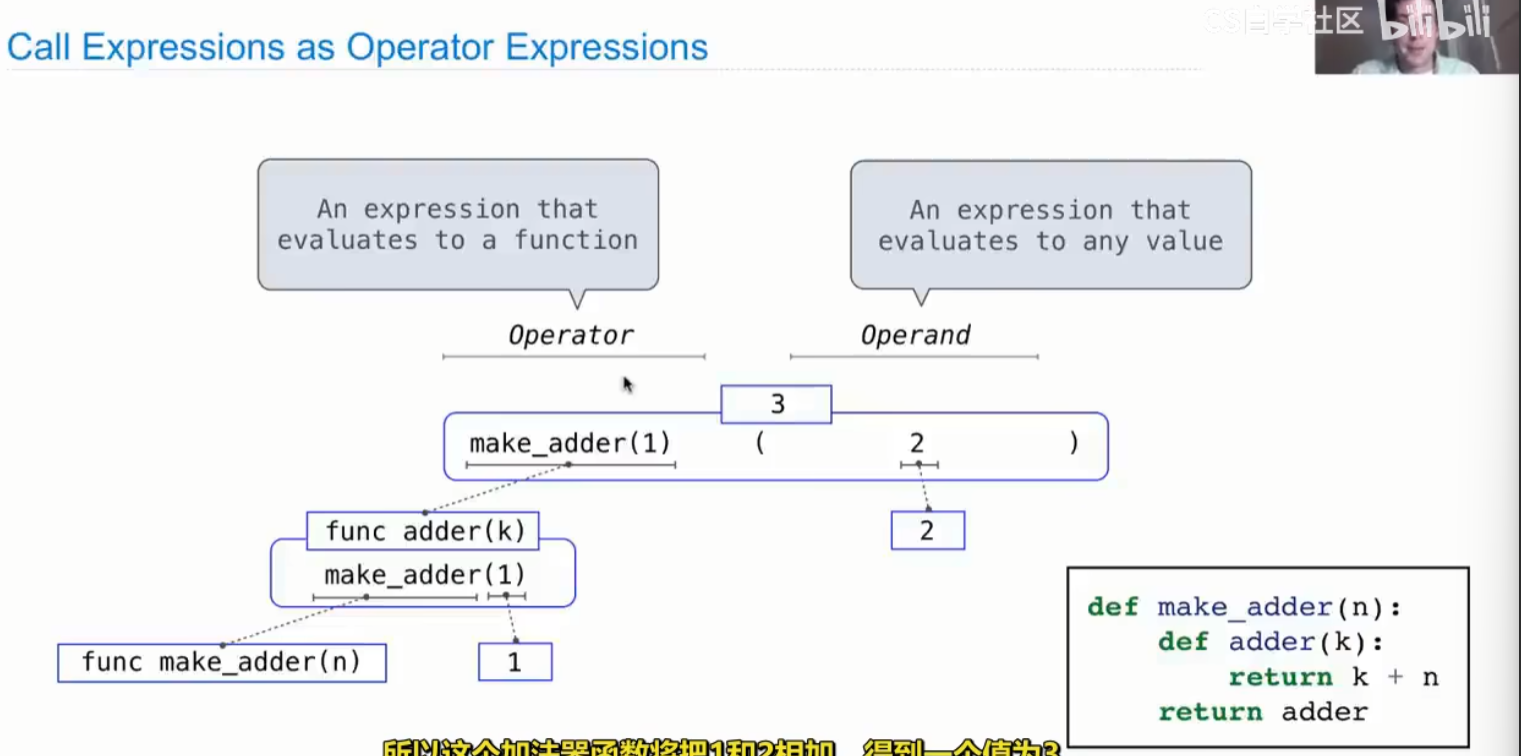 CS自学社区 bilibili
Call Expressions as Operator Expressions
An expression that
evaluates to a function
An expression that
evaluates to any value
Operator
Operand
3
make_adder(1) ( 2 )
func adder(k)
2
make_adder(1)
func make_adder(n)
1
def make_adder(n):
def adder(k):
return k + n
return adder
所以这个加法器函数将把1和2相加，得到一个值为3